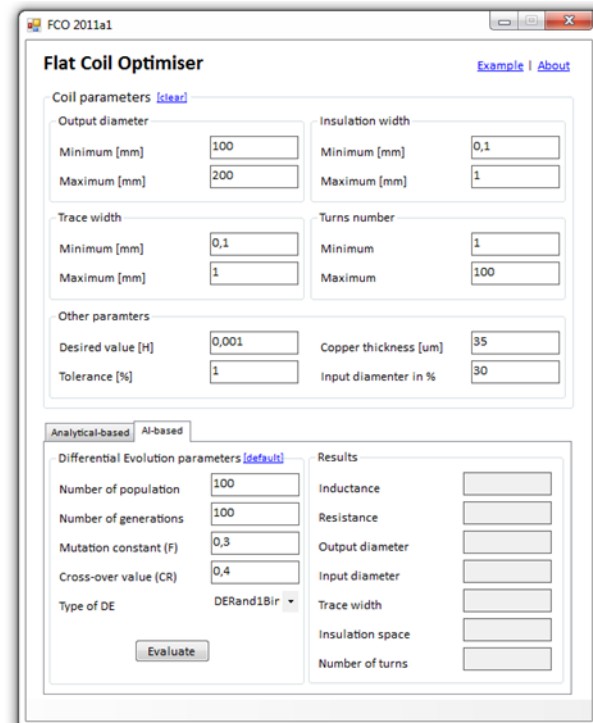 FCO 2011a1
Flat Coil Optimiser
Example | About
Coil parameters [clear]
Output diameter
Minimum [mm] 100
Maximum [mm] 200
Insulation width
Minimum [mm] 0,1
Maximum [mm] 1
Trace width
Minimum [mm] 0,1
Maximum [mm] 1
Turns number
Minimum 1
Maximum 100
Other paramters
Desired value [H] 0,001
Tolerance [%] 1
Copper thickness [um] 35
Input diamenter in % 30
Analytical-based
AI-based
Differential Evolution parameters [default]
Number of population 100
Number of generations 100
Mutation constant (F) 0,3
Cross-over value (CR) 0,4
Type of DE DERand1Bir
Evaluate
Results
Inductance
Resistance
Output diameter
Input diameter
Trace width
Insulation space
Number of turns